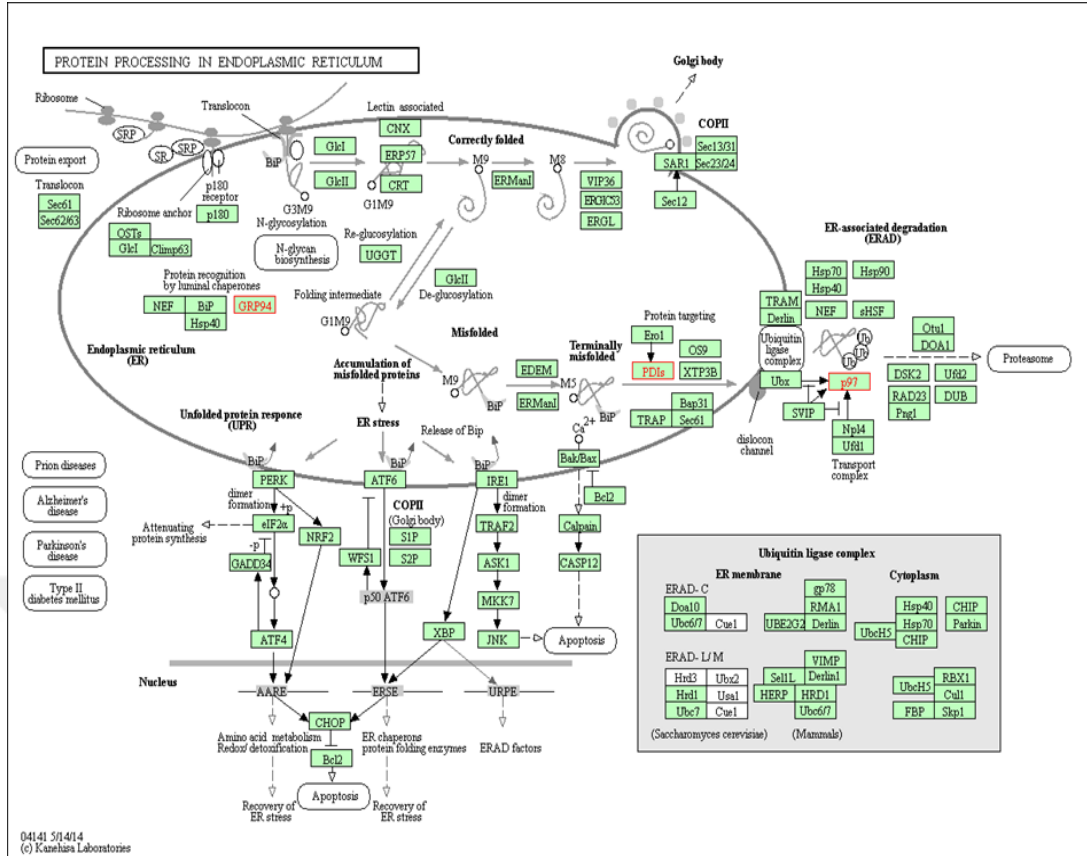 PROTEIN PROCESSING IN ENDOPLASMIC RETICULUM
Golgi body
Ribosome
Translocon
Lectin associated
COPII
SRP
SR
SRP
BiP
GlcI
GlcII
CNX
ERP57
CRT
G1M9
G3M9
N-glycosylation
Correctly folded
M9
ERManI
M8
VIP36
ERGIC53
ERGL
SAR1
Sec13/31
Sec23/24
Sec12
Protein export
Translocon
Sec61
Sec62/63
p180
receptor
Ribosome anchor
p180
OSTs
GlcI
Climp63
N-glycan
biosynthesis
Re-glucosylation
UGGT
GlcII
De-glucosylation
ER-associated degradation
(ERAD)
Protein recognition
by luminal chaperones
NEF
BiP
GRP94
Hsp40
Folding intermediate
G1M9
Endoplasmic reticulum
(ER)
Misfolded
Accumulation of
misfolded proteins
M9
BiP
EDEM
ERManI
Terminally
misfolded
M5
BiP
Protein targeting
Ero1
PDIs
OS9
XTP3B
Bap31
TRAP
Sec61
TRAM
Derlin
Ubiquitin
ligase
complex
Ubx
Hsp70
Hsp40
Hsp90
NEF
sHSF
Ub
Ub
Ub
p97
Otu1
DOA1
Proteasome
DSK2
Ufd2
RAD23
DUB
Png1
SVIP
Npl4
Ufd1
Transport
complex
dislocon
channel
Unfolded protein responce
(UPR)
ER stress
Release of Bip
Ca2+
BiP
BiP
BiP
PERK
ATF6
IRE1
Bak/Bax
Bcl2
Prion diseases
Alzheimer's
disease
Parkinson's
disease
Type II
diabetes mellitus
dimer
formation
+p
eIF2α
Attenuating
protein synthesis
-p
GADD34
NRF2
ATF4
COPII
(Golgi body)
S1P
S2P
WFS1
p50 ATF6
dimer
formation
TRAF2
ASK1
MKK7
JNK
XBP
Calpain
CASP12
Apoptosis
Nucleus
AARE
ERSE
URPE
CHOP
Amino acid metabolism
Redox/ detoxification
ER chaperons
protein folding enzymes
ERAD factors
Bcl2
Recovery of
ER stress
Apoptosis
Recovery of
ER stress
Ubiquitin ligase complex
ER membrane
Cytoplasm
ERAD- C
Doa10
Ubc6/7
Cue1
gp78
RMA1
UBE2G2
Derlin
Hsp40
Hsp70
UbcH5
CHIP
CHIP
Parkin
ERAD- L/ M
Hrd3
Ubx2
Hrd1
Usa1
Ubc7
Cue1
VIMP
Sel1L
Derlin1
HERP
HRD1
Ubc6/7
UbcH5
RBX1
Cul1
FBP
Skp1
(Saccharomyces cerevisiae)
(Mammals)
04141 5/14/14
(c) Kanehisa Laboratories